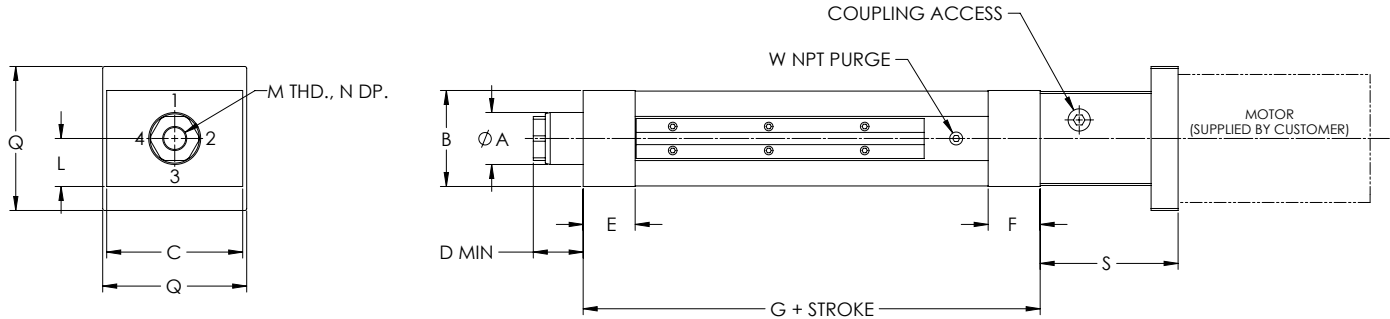 COUPLING ACCESS
W NPT PURGE
M THD., N DP.
1
4 2
3
Q
L
C
Q
B
Ø A
MOTOR
(SUPPLIED BY CUSTOMER)
D MIN
E
F
S
G + STROKE